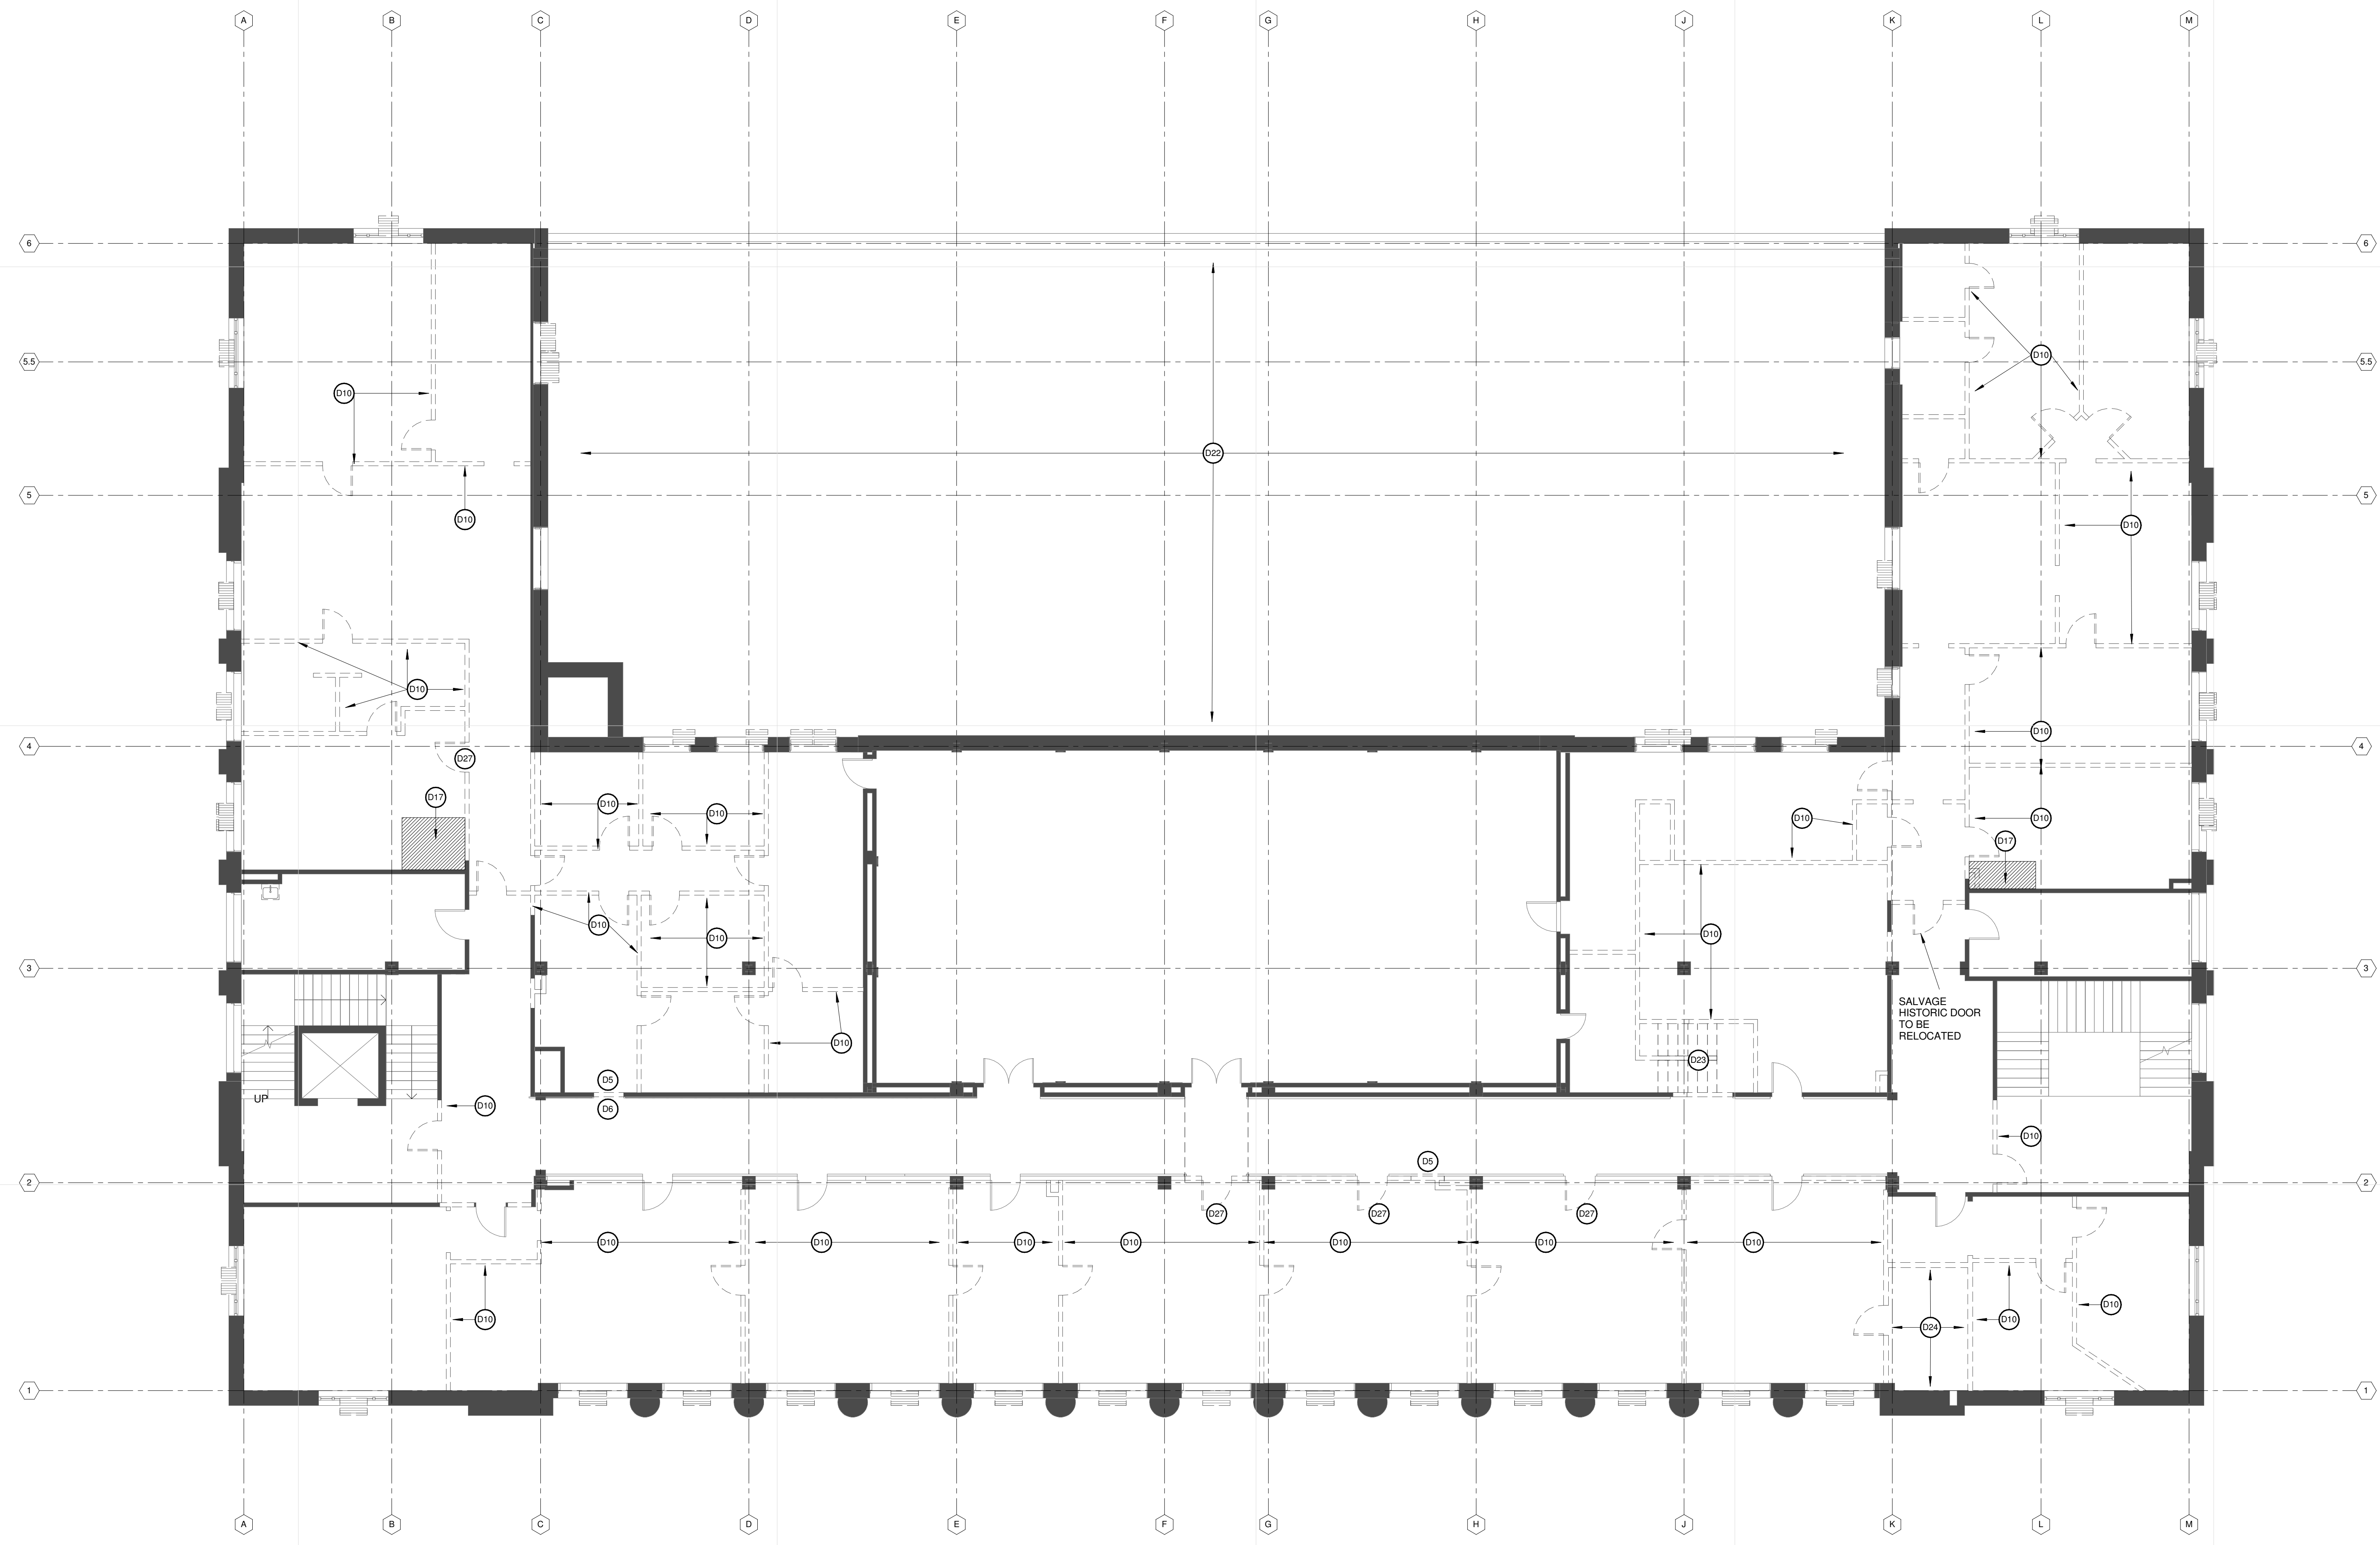 A B C D E F G H J K L M
6 6
5.5 D10 5.5
D10
D22
5 5
D10 D10
D10
D10
4 4
D27
D17
D10 D10 D10 D10
D17
D10 D10 D10
3 3
SALVAGE
HISTORIC DOOR
TO BE
RELOCATED
D10
D23
D5
UP D10 D6
D10
D5
2 2
D27 D27 D27
D10 D10 D10 D10 D10 D10 D10
D10 D24 D10 D10
1 1
A B C D E F G H J K L M